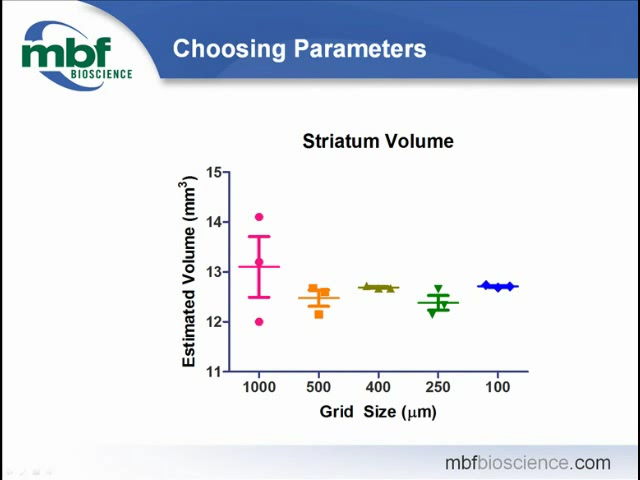 mbf
BIOSCIENCE
Choosing Parameters
Striatum Volume
Estimated Volume (mm³)
15
14
13
12
11
1000 500 400 250 100
Grid Size (μm)
mbfbioscience.com